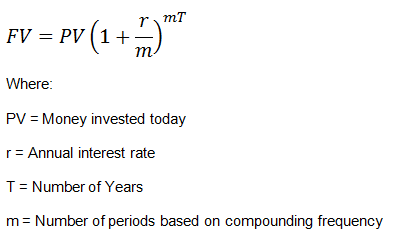 FV = PV (1 + r/m)^mT
Where:
PV = Money invested today
r = Annual interest rate
T = Number of Years
m = Number of periods based on compounding frequency